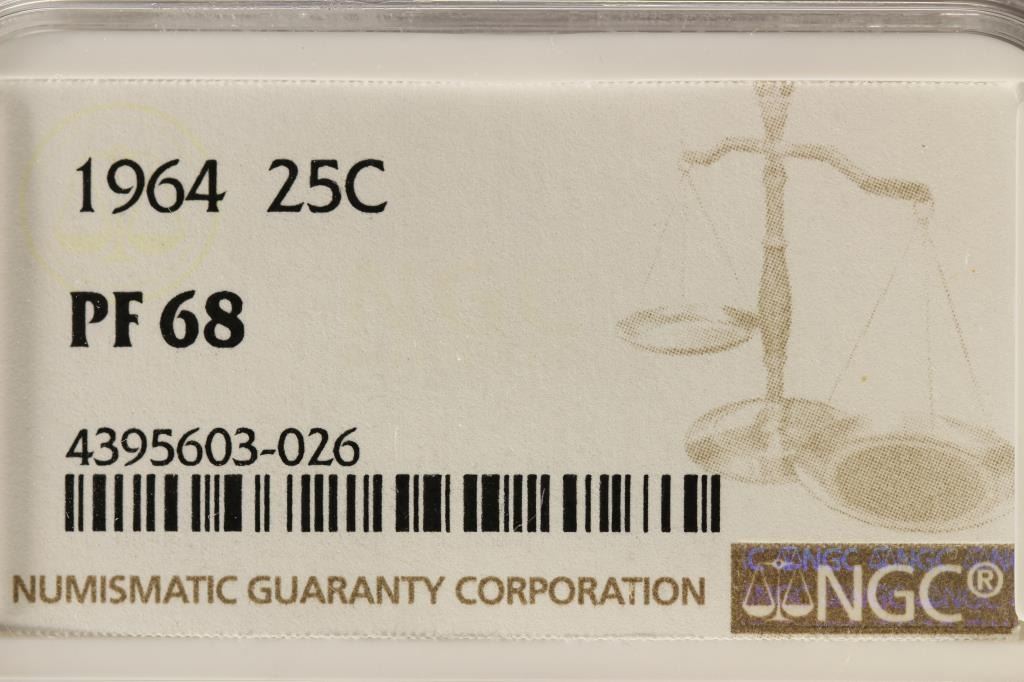 1964 25C
PF 68
4395603-026
NUMISMATIC GUARANTY CORPORATION
NGC®